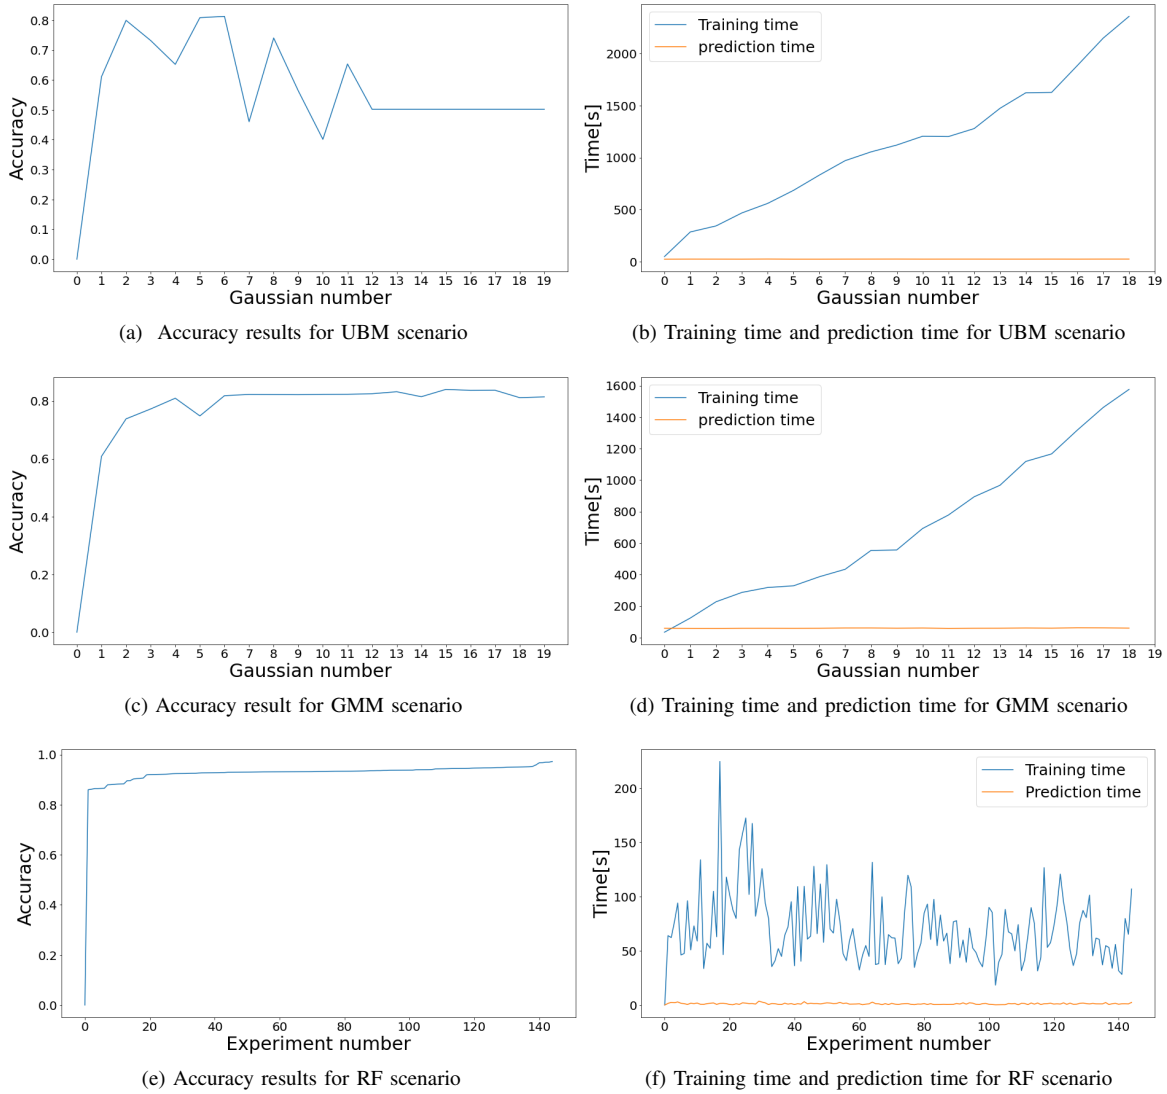 0.8
0.7
0.6
0.5
0.4
0.3
0.2
0.1
0.0
Accuracy
0 1 2 3 4 5 6 7 8 9 10 11 12 13 14 15 16 17 18 19
Gaussian number
(a) Accuracy results for UBM scenario
Training time
prediction time
2000
1500
1000
500
0
Time[s]
0 1 2 3 4 5 6 7 8 9 10 11 12 13 14 15 16 17 18 19
Gaussian number
(b) Training time and prediction time for UBM scenario
0.8
0.6
0.4
0.2
0.0
Accuracy
0 1 2 3 4 5 6 7 8 9 10 11 12 13 14 15 16 17 18 19
Gaussian number
(c) Accuracy result for GMM scenario
Training time
prediction time
1600
1400
1200
1000
800
600
400
200
0
Time[s]
0 1 2 3 4 5 6 7 8 9 10 11 12 13 14 15 16 17 18 19
Gaussian number
(d) Training time and prediction time for GMM scenario
1.0
0.8
0.6
0.4
0.2
0.0
Accuracy
0 20 40 60 80 100 120 140
Experiment number
(e) Accuracy results for RF scenario
Training time
Prediction time
200
150
100
50
0
Time[s]
0 20 40 60 80 100 120 140
Experiment number
(f) Training time and prediction time for RF scenario